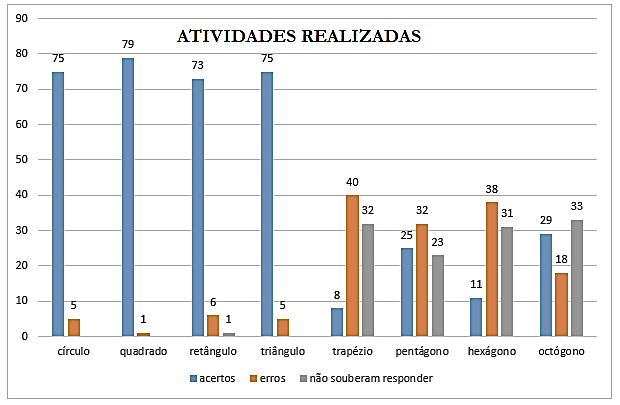 ATIVIDADES REALIZADAS
90
80
70
60
50
40
30
20
10
0
75 5
79 1
73 6 1
75 5
8 40 32
25 32 23
11 38 31
29 18 33
círculo quadrado retângulo triângulo trapézio pentágono hexágono octógono
acertos erros não souberam responder